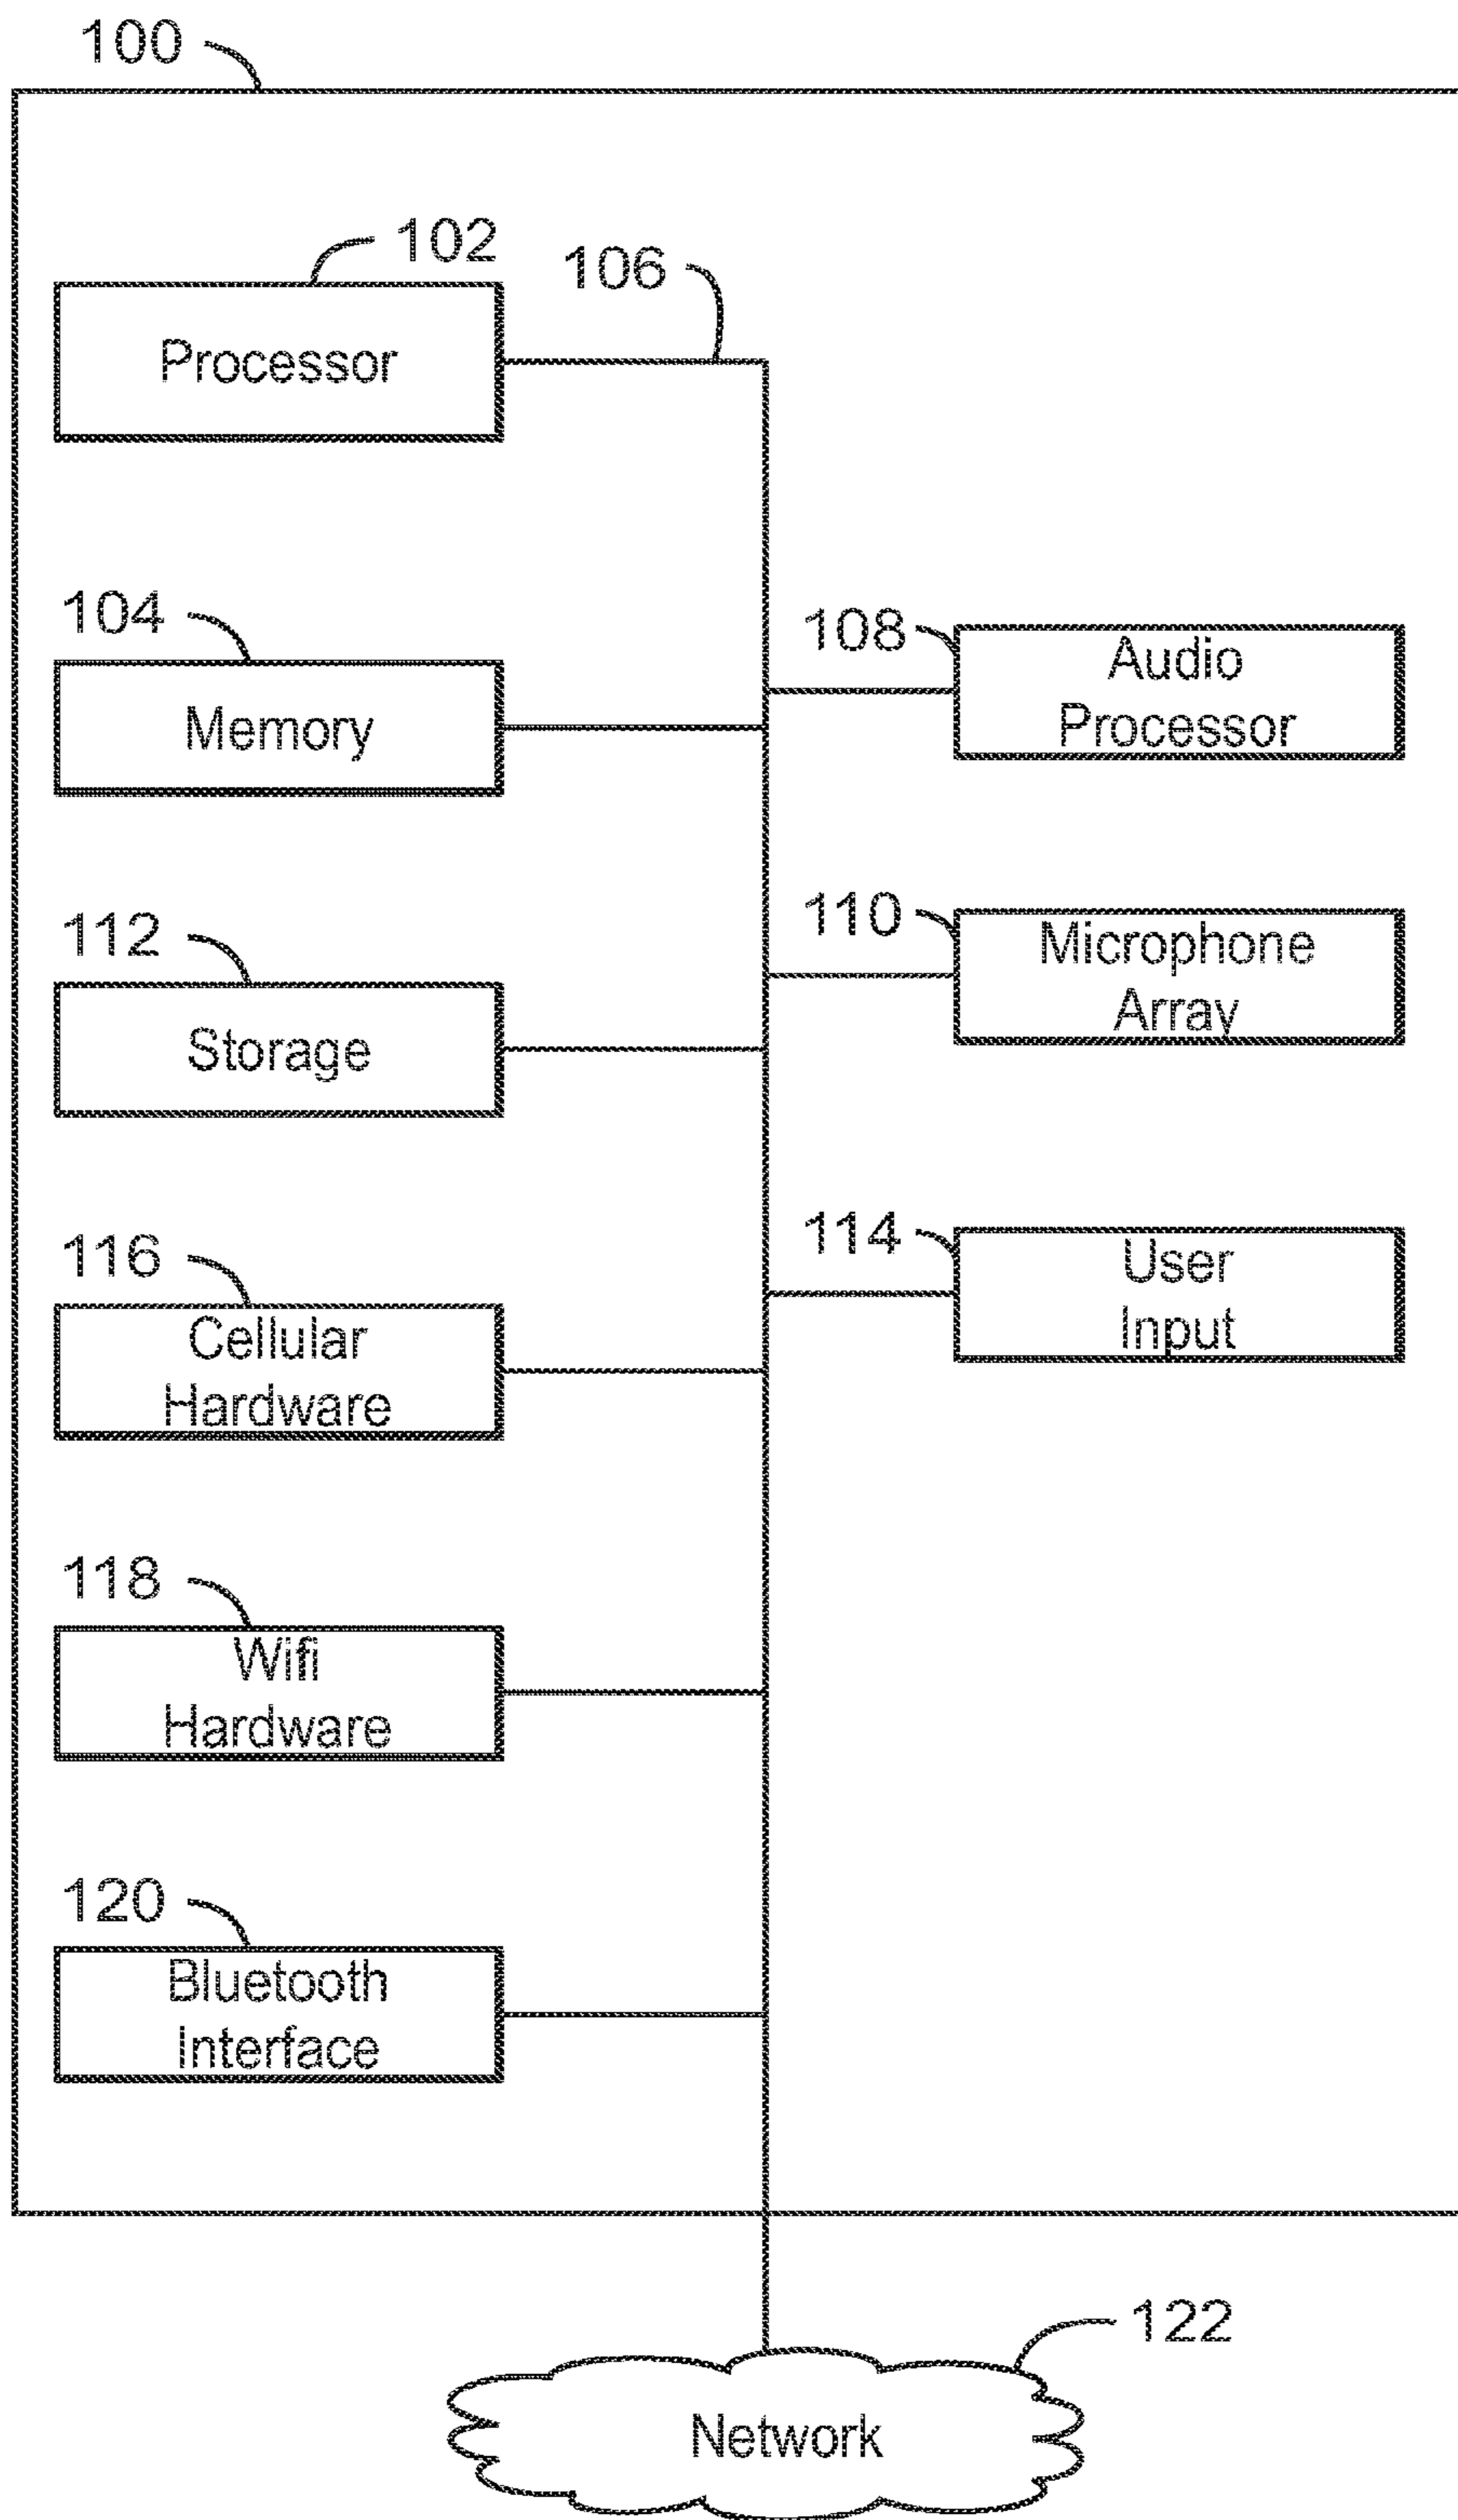 100
102
106
Processor
104
Memory
108
Audio
Processor
112
Storage
110
Microphone
Array
116
Cellular
Hardware
114
User
Input
118
Wifi
Hardware
120
Bluetooth
Interface
122
Network